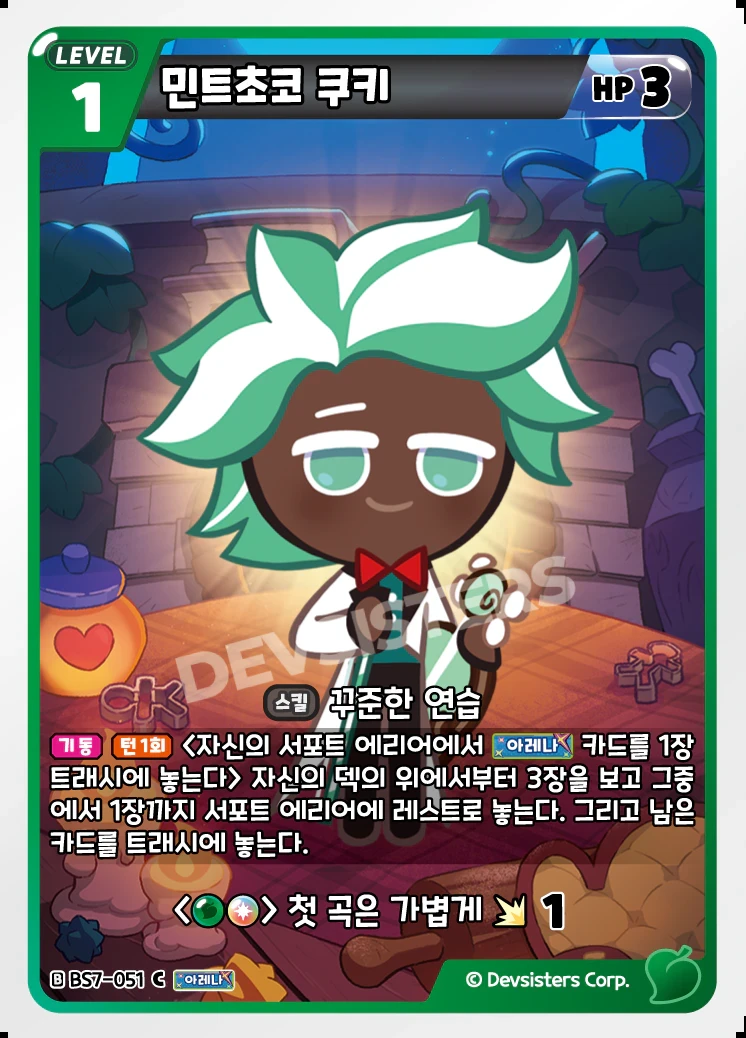 LEVEL
1
민트초코 쿠키
HP 3
DEVSISTERS
스킬 꾸준한 연습
기동 턴1회 <자신의 서포트 에리어에서 아레나 카드를 1장
트래시에 놓는다> 자신의 덱의 위에서부터 3장을 보고 그중
에서 1장까지 서포트 에리어에 레스트로 놓는다. 그리고 남은
카드를 트래시에 놓는다.
< > 첫 곡은 가볍게 1
B BS7-051 C 아레나
© Devsisters Corp.